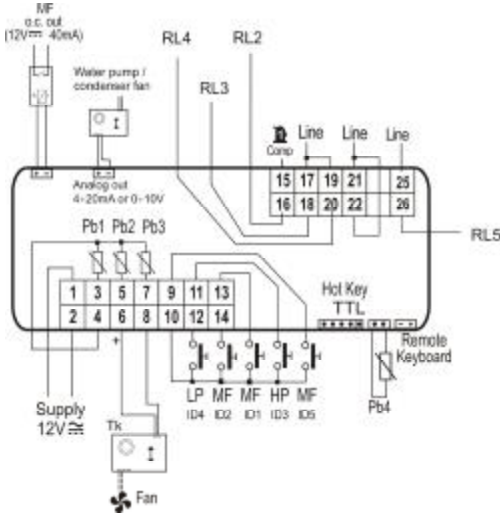 MF
o.c. out
(12V⎓ 40mA)
RL4
RL2
RL3
Water pump /
condenser fan
Comp
Line
Line
Line
Analog out
4÷20mA or 0÷10V
15 17 19 21 25
16 18 20 22 26
RL5
Pb1 Pb2 Pb3
1 3 5 7 9 11 13
2 4 6 8 10 12 14
+
Hot Key
TTL
Remote
Keyboard
Pb4
LP MF MF HP MF
ID4 ID2 ID1 ID3 ID5
Supply
12V
Tk
Fan